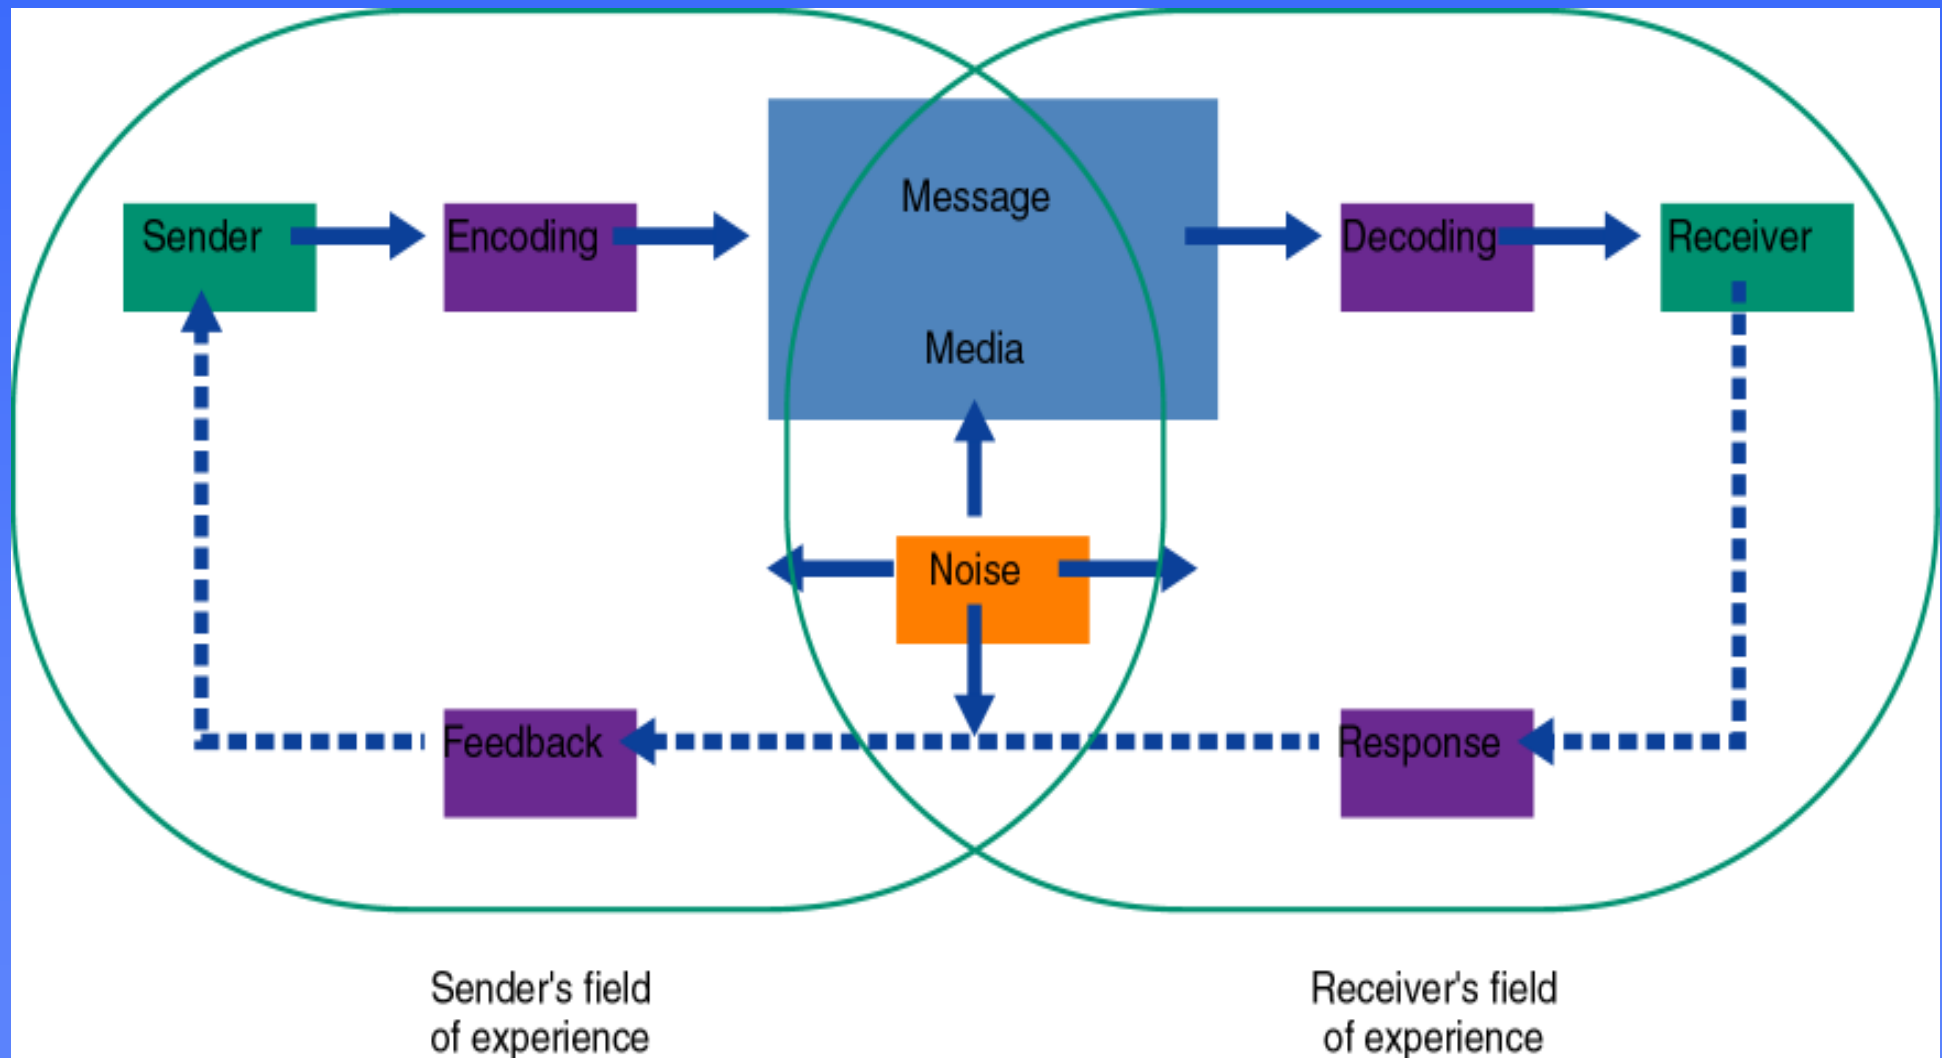 Message
Sender
Encoding
Decoding
Receiver
Media
Noise
Feedback
Response
Sender's field
of experience
Receiver's field
of experience